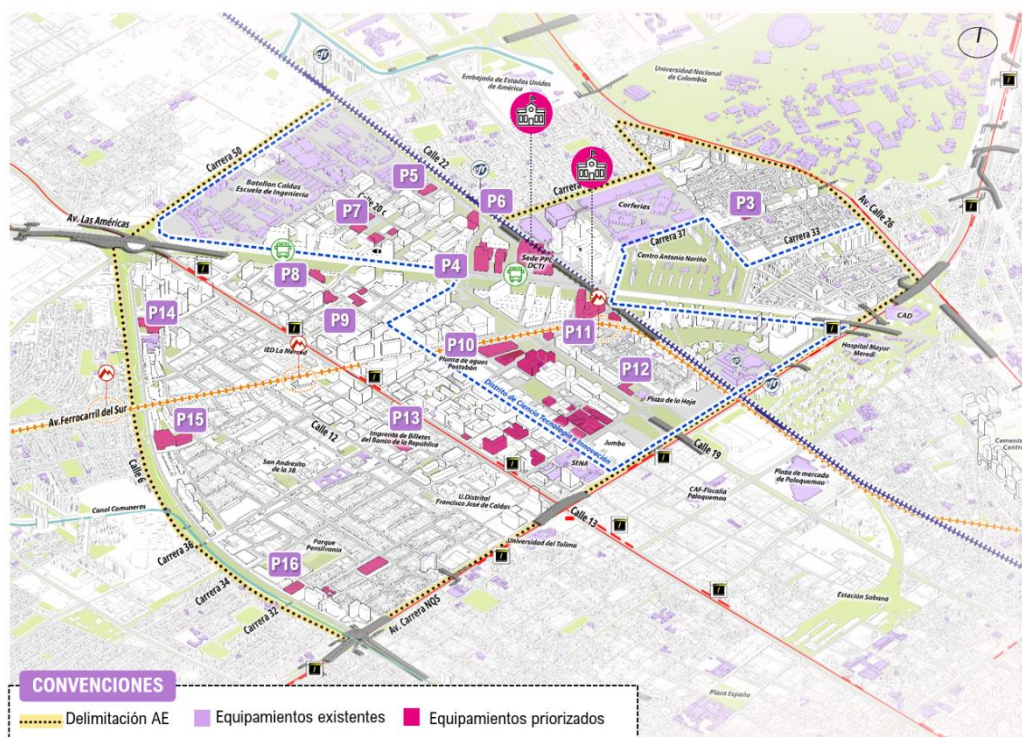 Universidad Nacional
de Colombia
Embajada de Estados Unidos
de América
Carrera 50
Calle 22
P5
Batallon Caldas
Escuela de Ingeniería
P7
P6
Carrera
P3
Corferias
Av. Calle 26
Av. Las Américas
Carrera 37
Carrera 33
Sede PPL
DCTI
Centro Antonio Nariño
P4
P8
P14
P9
CAD
Hospital Mayor
Meredi
P11
IED La Merced
P10
Planta de aguas
Postobón
P12
Plaza de la Hoja
Av. Ferrocarril del Sur
P15
P13
Calle 12
Imprenta de Billetes
del Banco de la República
Distrito de Ciencia Tecnología e Innovación
Jumbo
Calle 19
San Andresito
de la 38
SENA
Plaza de mercado
de Paloquemao
Calle 6
CAF-Fiscalía
Paloquemao
U.Distrital
Francisco José de Caldas
Calle 13
Canal Comuneros
Universidad del Tolima
Carrera 36
Parque
Pensilvania
P16
Carrera 34
Carrera 32
Av. Carrera NQS
Estación Sabana
Plaza España
CONVENCIONES
Delimitación AE
Equipamientos existentes
Equipamientos priorizados